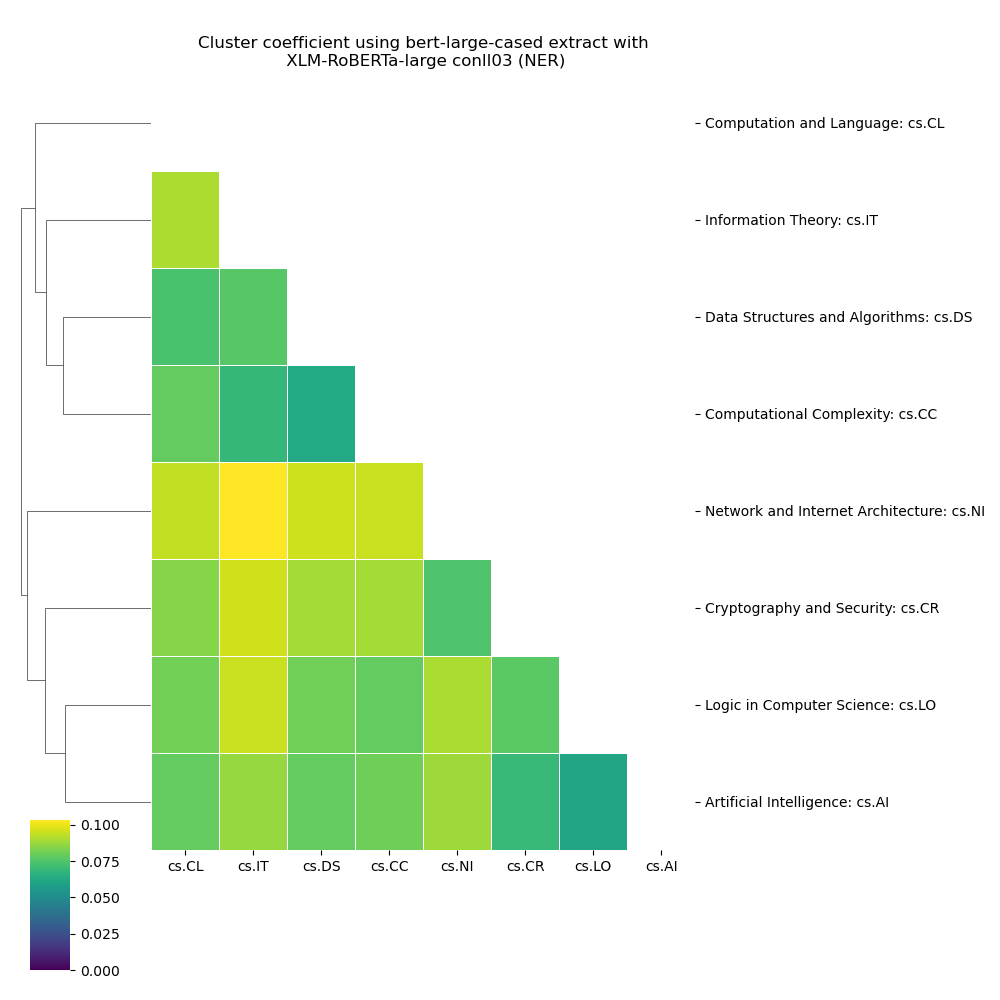 Cluster coefficient using bert-large-cased extract with
XLM-RoBERTa-large conll03 (NER)
Computation and Language: cs.CL
Information Theory: cs.IT
Data Structures and Algorithms: cs.DS
Computational Complexity: cs.CC
Network and Internet Architecture: cs.NI
Cryptography and Security: cs.CR
Logic in Computer Science: cs.LO
Artificial Intelligence: cs.AI
cs.CL cs.IT cs.DS cs.CC cs.NI cs.CR cs.LO cs.AI
0.100
0.075
0.050
0.025
0.000